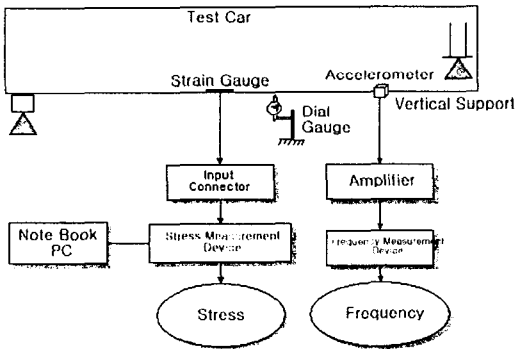 Test Car
Strain Gauge
Accelerometer
Vertical Support
Dial
Gauge
Input
Connector
Amplifier
Note Book
PC
Stress Measurement
Device
Frequency Measurement
Device
Stress
Frequency